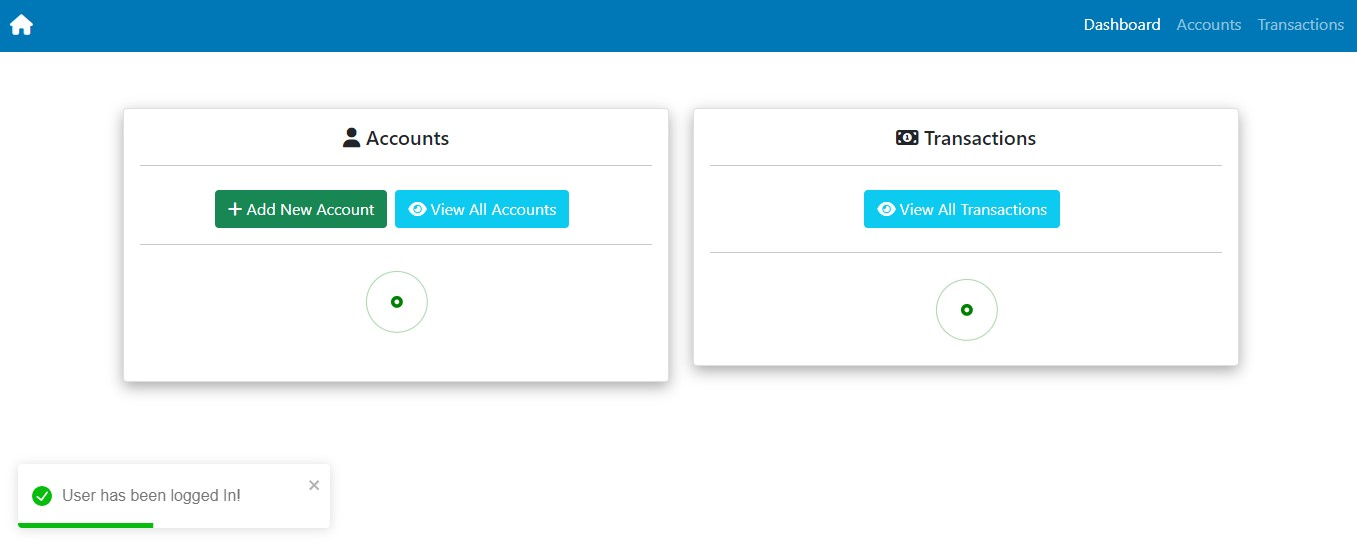 Dashboard Accounts Transactions
Accounts
Add New Account View All Accounts
Transactions
View All Transactions
User has been logged In!